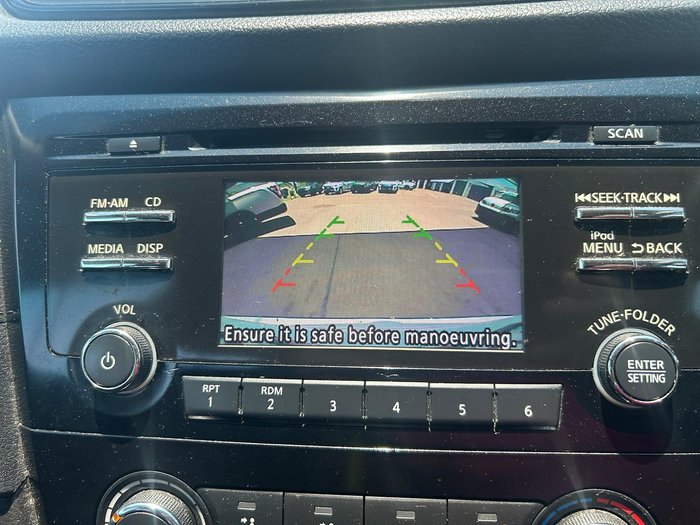 SCAN
FM·AM CD
MEDIA DISP
VOL
SEEK·TRACK
iPod
MENU BACK
TUNE·FOLDER
ENTER
SETTING
Ensure it is safe before manoeuvring.
RPT
1
RDM
2
3
4
5
6